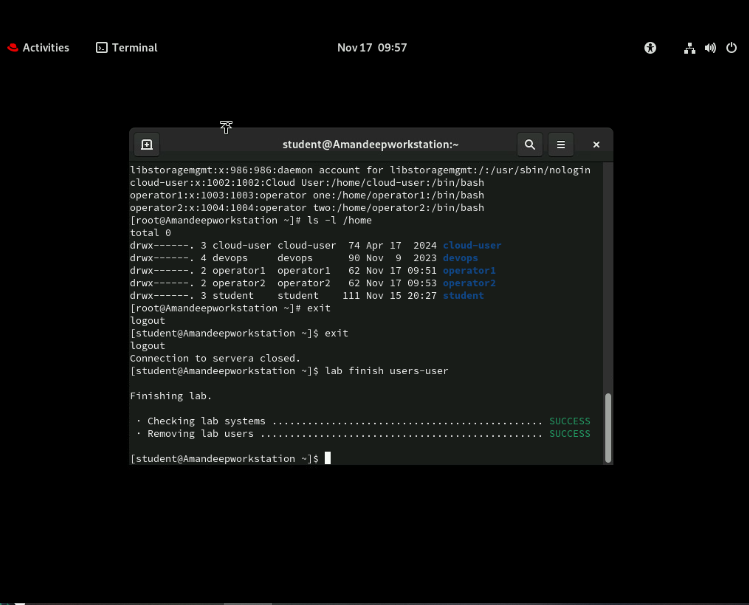 Activities Terminal Nov 17 09:57
student@Amandeepworkstation:~
libstoragemgmt:x:986:986:daemon account for libstoragemgmt:/:/usr/sbin/nologin
cloud-user:x:1002:1002:Cloud User:/home/cloud-user:/bin/bash
operator1:x:1003:1003:operator one:/home/operator1:/bin/bash
operator2:x:1004:1004:operator two:/home/operator2:/bin/bash
[root@Amandeepworkstation ~]# ls -l /home
total 0
drwx------. 3 cloud-user cloud-user  74 Apr 17  2024 cloud-user
drwx------. 4 devops     devops      90 Nov  9  2023 devops
drwx------. 2 operator1  operator1   62 Nov 17 09:51 operator1
drwx------. 2 operator2  operator2   62 Nov 17 09:53 operator2
drwx------. 3 student    student    111 Nov 15 20:27 student
[root@Amandeepworkstation ~]# exit
logout
[student@Amandeepworkstation ~]$ exit
logout
Connection to servera closed.
[student@Amandeepworkstation ~]$ lab finish users-user
Finishing lab.
· Checking lab systems .............................................. SUCCESS
· Removing lab users ................................................ SUCCESS
[student@Amandeepworkstation ~]$